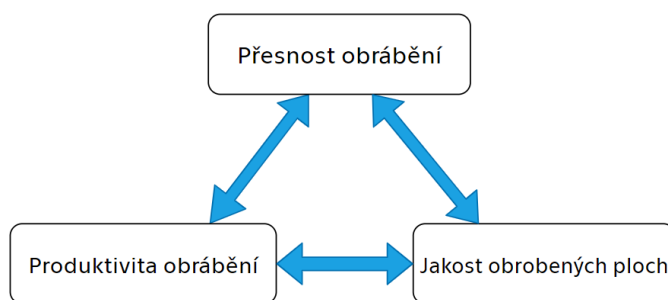 Přesnost obrábění
Produktivita obrábění
Jakost obrobených ploch